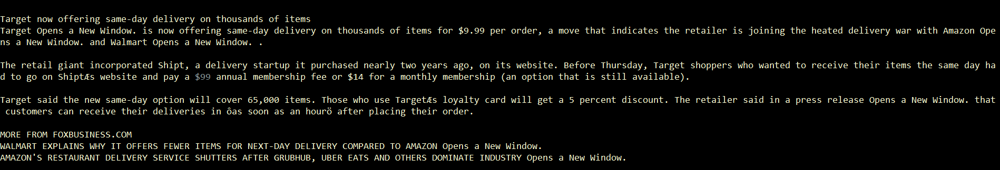 Target now offering same-day delivery on thousands of items
Target Opens a New Window. is now offering same-day delivery on thousands of items for $9.99 per order, a move that indicates the retailer is joining the heated delivery war with Amazon Ope
ns a New Window. and Walmart Opens a New Window. .
The retail giant incorporated Shipt, a delivery startup it purchased nearly two years ago, on its website. Before Thursday, Target shoppers who wanted to receive their items the same day ha
d to go on ShiptÆs website and pay a $99 annual membership fee or $14 for a monthly membership (an option that is still available).
Target said the new same-day option will cover 65,000 items. Those who use TargetÆs loyalty card will get a 5 percent discount. The retailer said in a press release Opens a New Window. that
 customers can receive their deliveries in ôas soon as an hourö after placing their order.
MORE FROM FOXBUSINESS.COM
WALMART EXPLAINS WHY IT OFFERS FEWER ITEMS FOR NEXT-DAY DELIVERY COMPARED TO AMAZON Opens a New Window.
AMAZON'S RESTAURANT DELIVERY SERVICE SHUTTERS AFTER GRUBHUB, UBER EATS AND OTHERS DOMINATE INDUSTRY Opens a New Window.